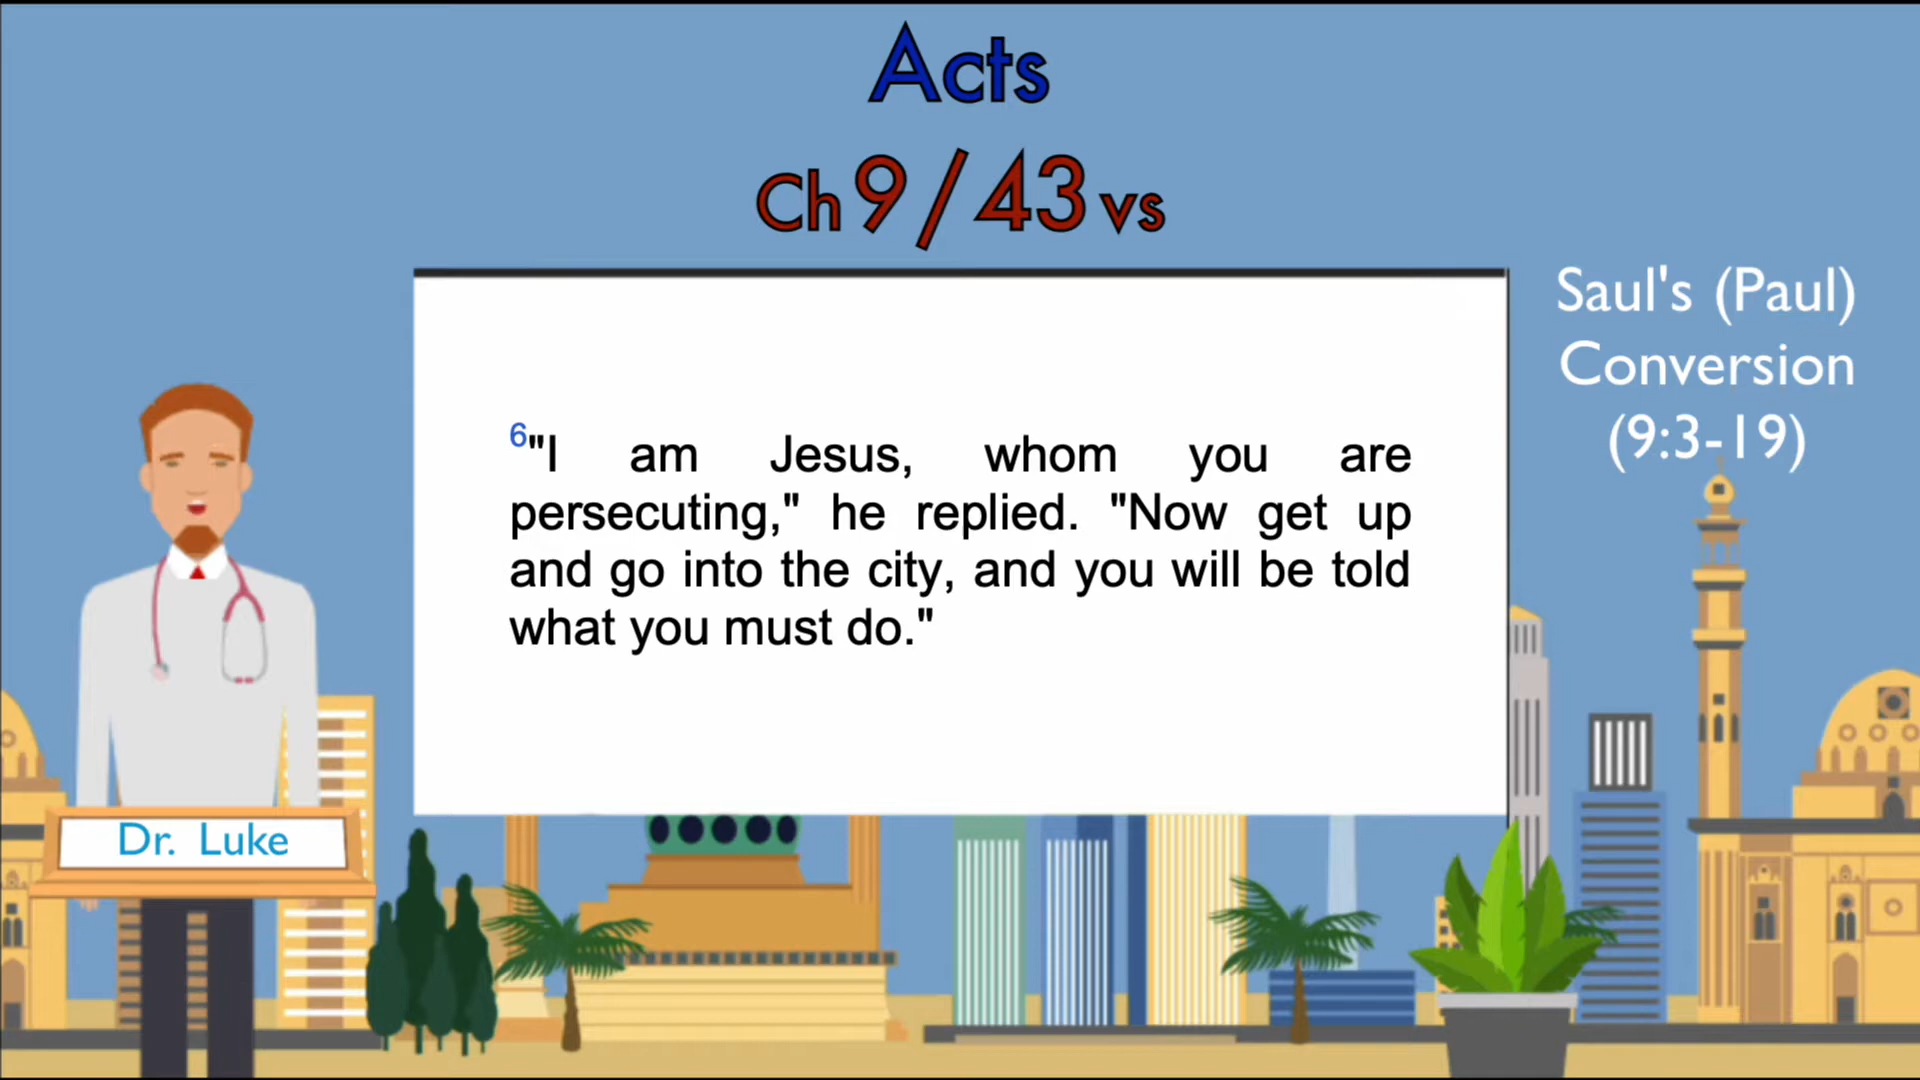 Acts
Ch 9/43 vs
Saul's (Paul)
Conversion
(9:3-19)
6"I am Jesus, whom you are
persecuting," he replied. "Now get up
and go into the city, and you will be told
what you must do."
Dr. Luke